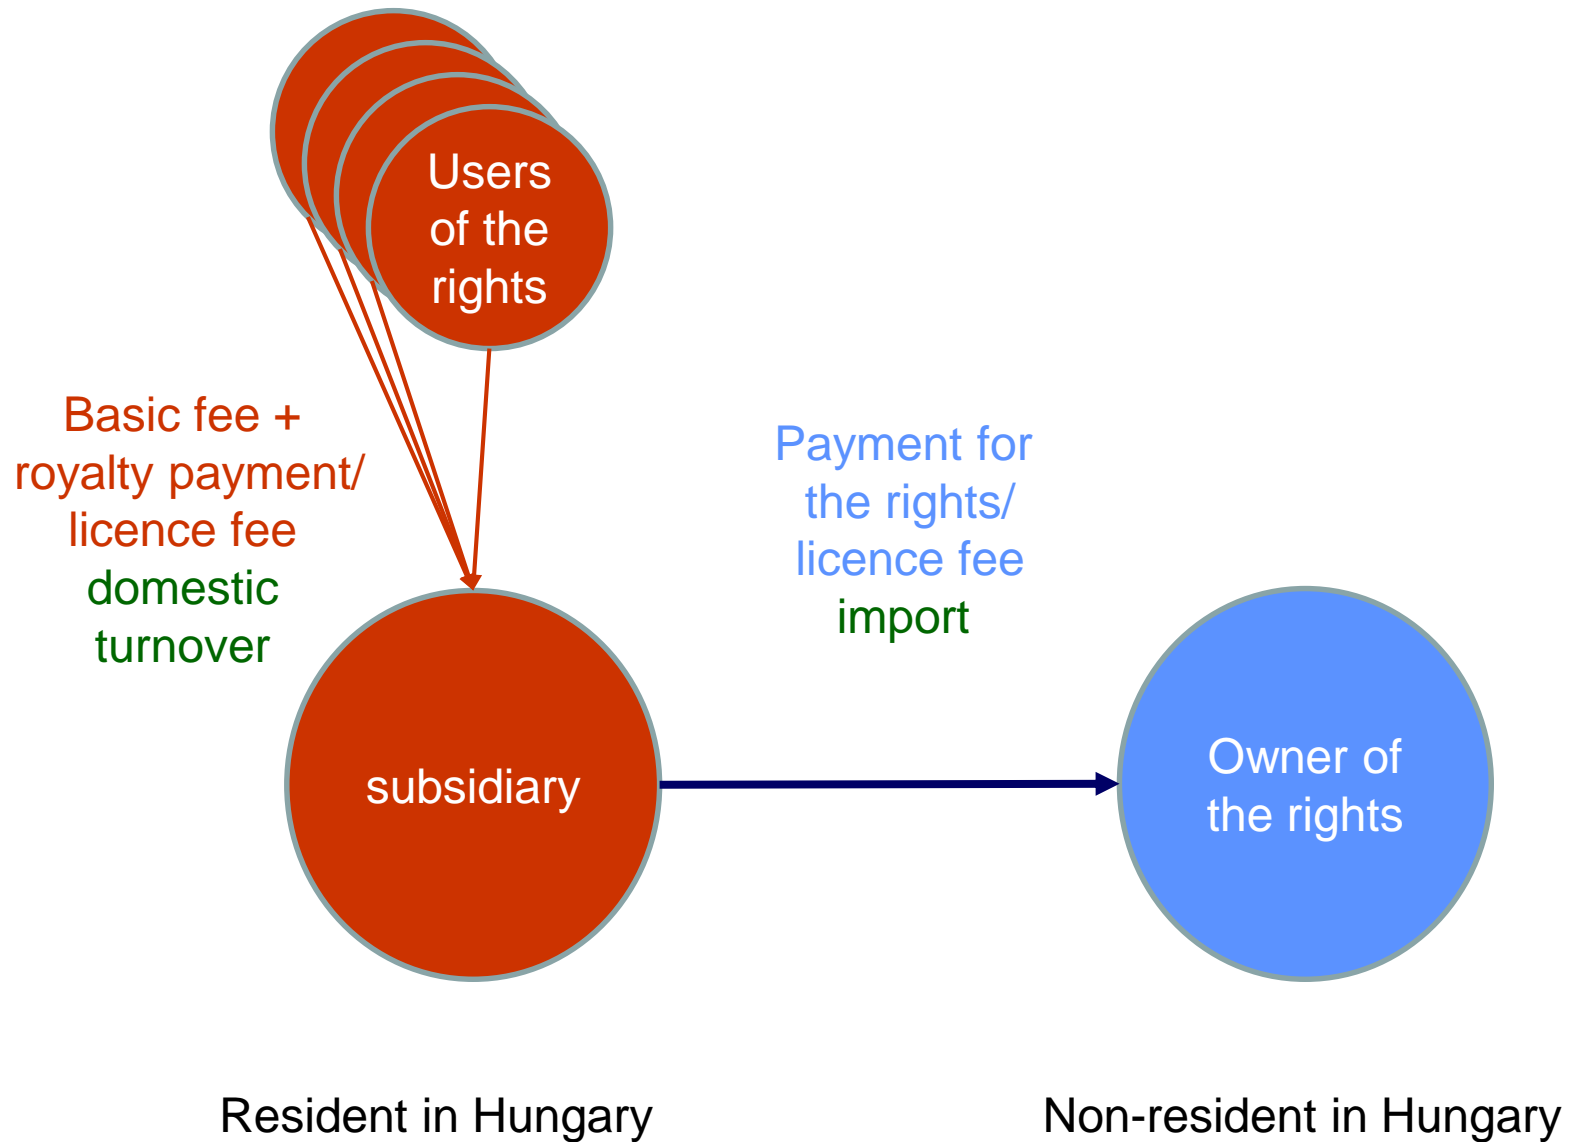 Users
of the
rights
Basic fee +
royalty payment/
licence fee
domestic
turnover
Payment for
the rights/
licence fee
import
subsidiary
Owner of
the rights
Resident in Hungary
Non-resident in Hungary